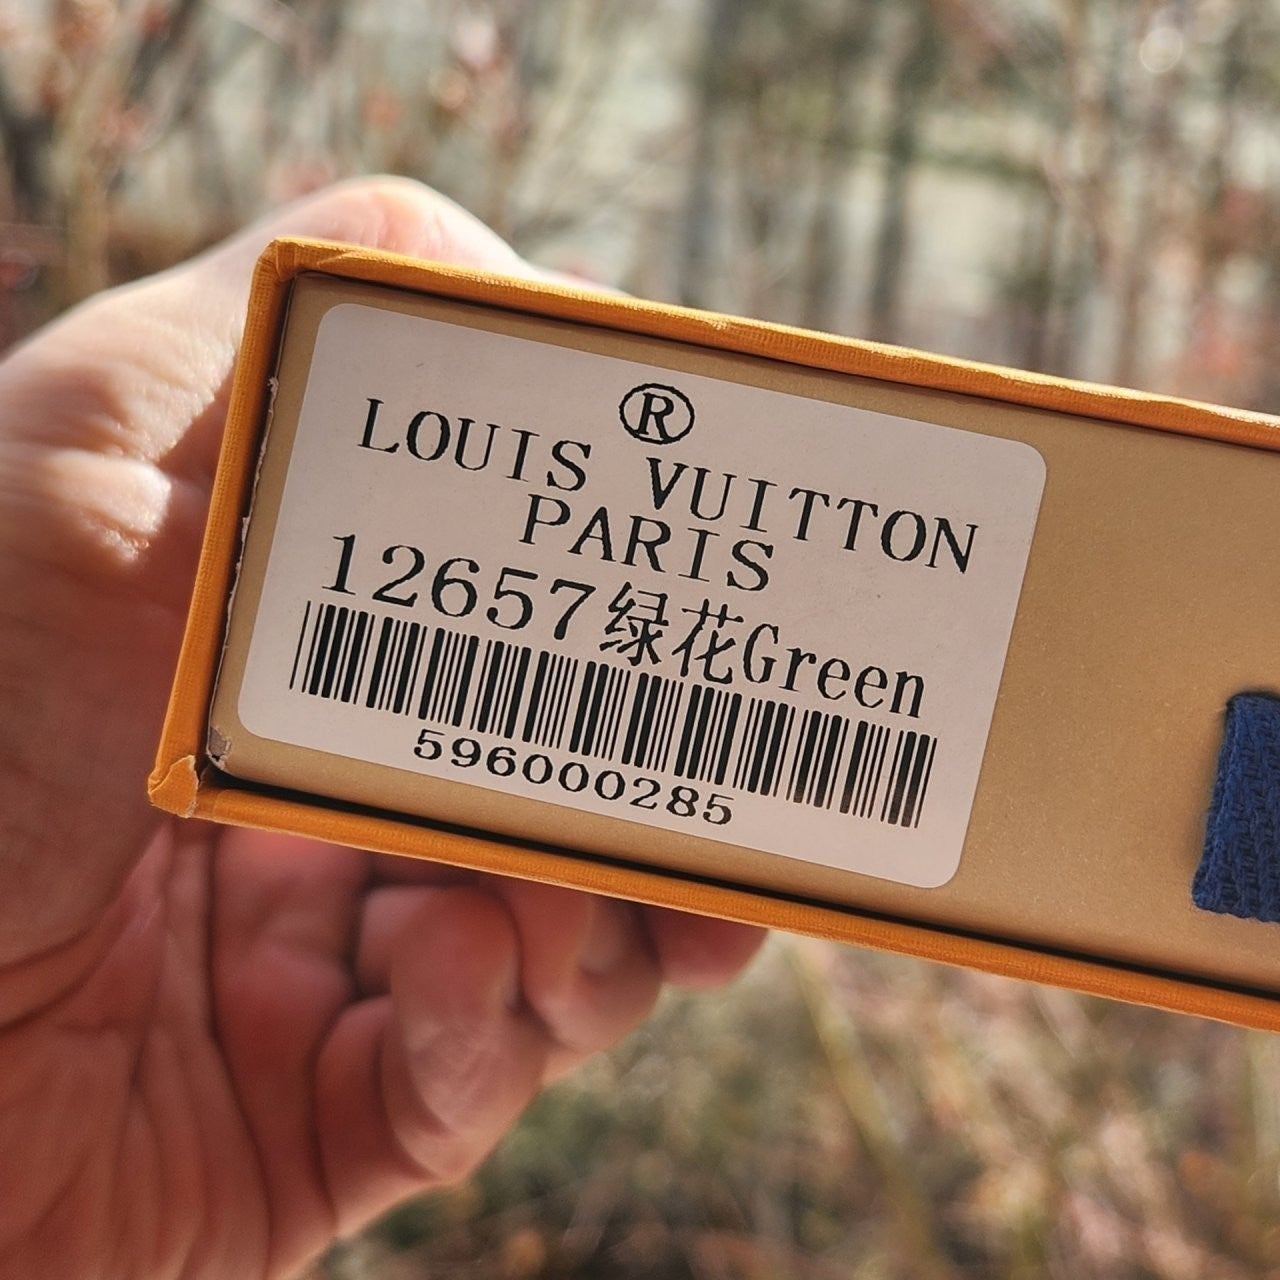 ®
LOUIS VUITTON
PARIS
12657绿花Green
596000285